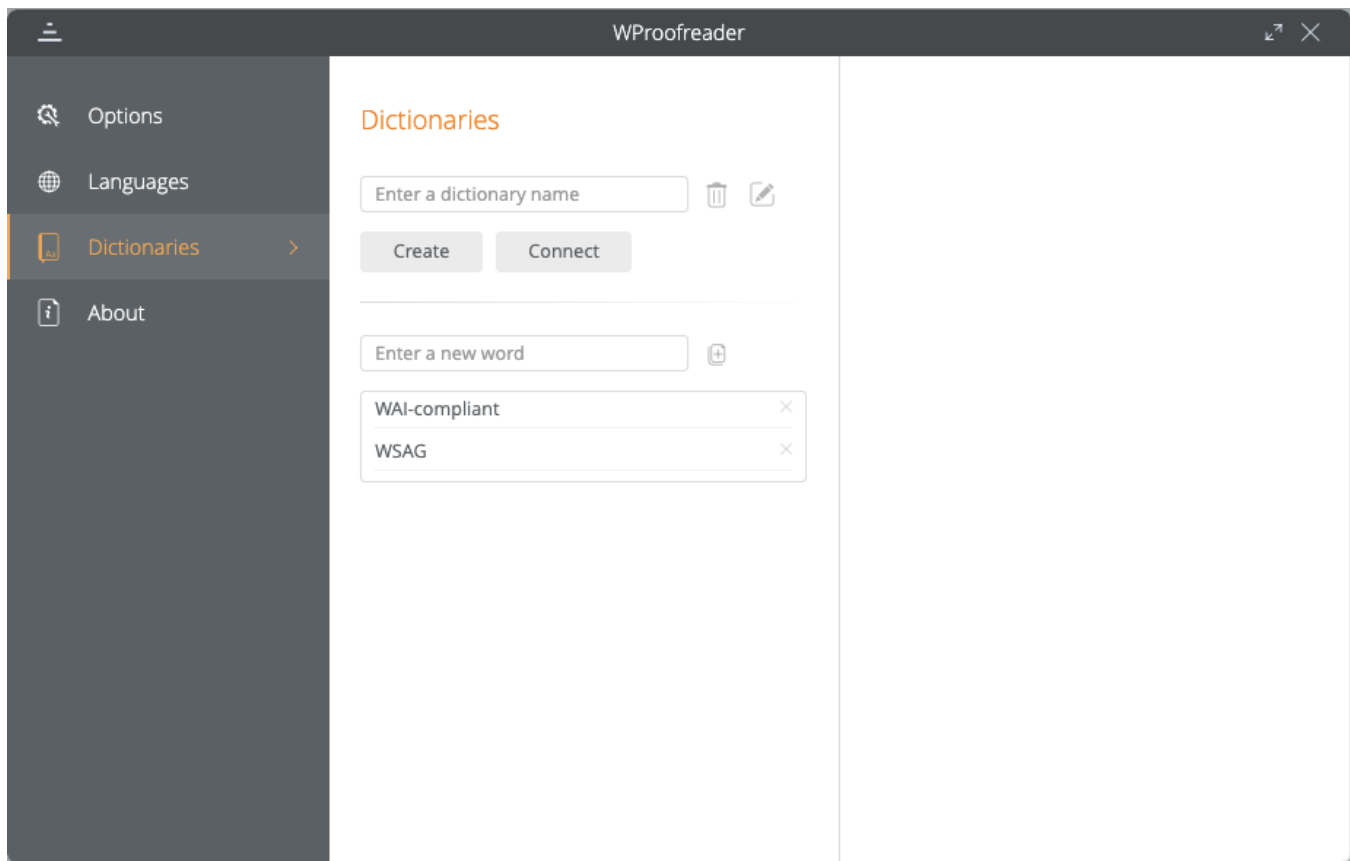 WProofreader
Options
Languages
Dictionaries
About
Dictionaries
Enter a dictionary name
Create Connect
Enter a new word
WAI-compliant
WSAG